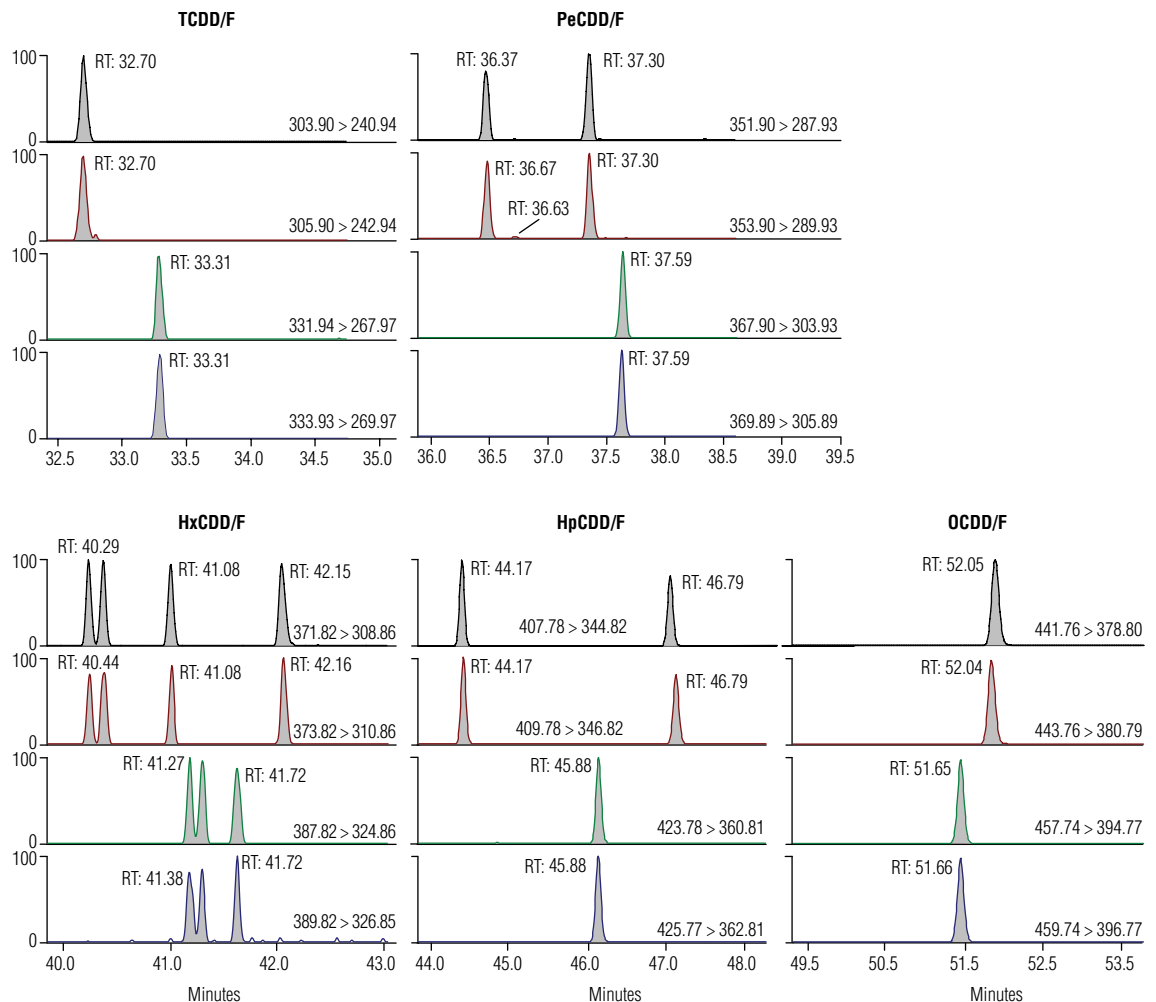 TCDD/F
100
RT: 32.70
303.90 > 240.94
0
100
RT: 32.70
305.90 > 242.94
0
100
RT: 33.31
331.94 > 267.97
0
100
RT: 33.31
333.93 > 269.97
0
32.5 33.0 33.5 34.0 34.5 35.0
PeCDD/F
RT: 36.37 RT: 37.30
351.90 > 287.93
RT: 36.67 RT: 37.30
RT: 36.63
353.90 > 289.93
RT: 37.59
367.90 > 303.93
RT: 37.59
369.89 > 305.89
36.0 36.5 37.0 37.5 38.0 38.5 39.0 39.5
HxCDD/F
RT: 40.29
100
RT: 41.08 RT: 42.15
371.82 > 308.86
0
100
RT: 40.44 RT: 41.08 RT: 42.16
373.82 > 310.86
0
100
RT: 41.27 RT: 41.72
387.82 > 324.86
0
100
RT: 41.38 RT: 41.72
389.82 > 326.85
0
40.0 41.0 42.0 43.0
Minutes
HpCDD/F
RT: 44.17 RT: 46.79
407.78 > 344.82
RT: 44.17 RT: 46.79
409.78 > 346.82
RT: 45.88
423.78 > 360.81
RT: 45.88
425.77 > 362.81
44.0 45.0 46.0 47.0 48.0
Minutes
OCDD/F
RT: 52.05
441.76 > 378.80
RT: 52.04
443.76 > 380.79
RT: 51.65
457.74 > 394.77
RT: 51.66
459.74 > 396.77
49.5 50.5 51.5 52.5 53.5
Minutes